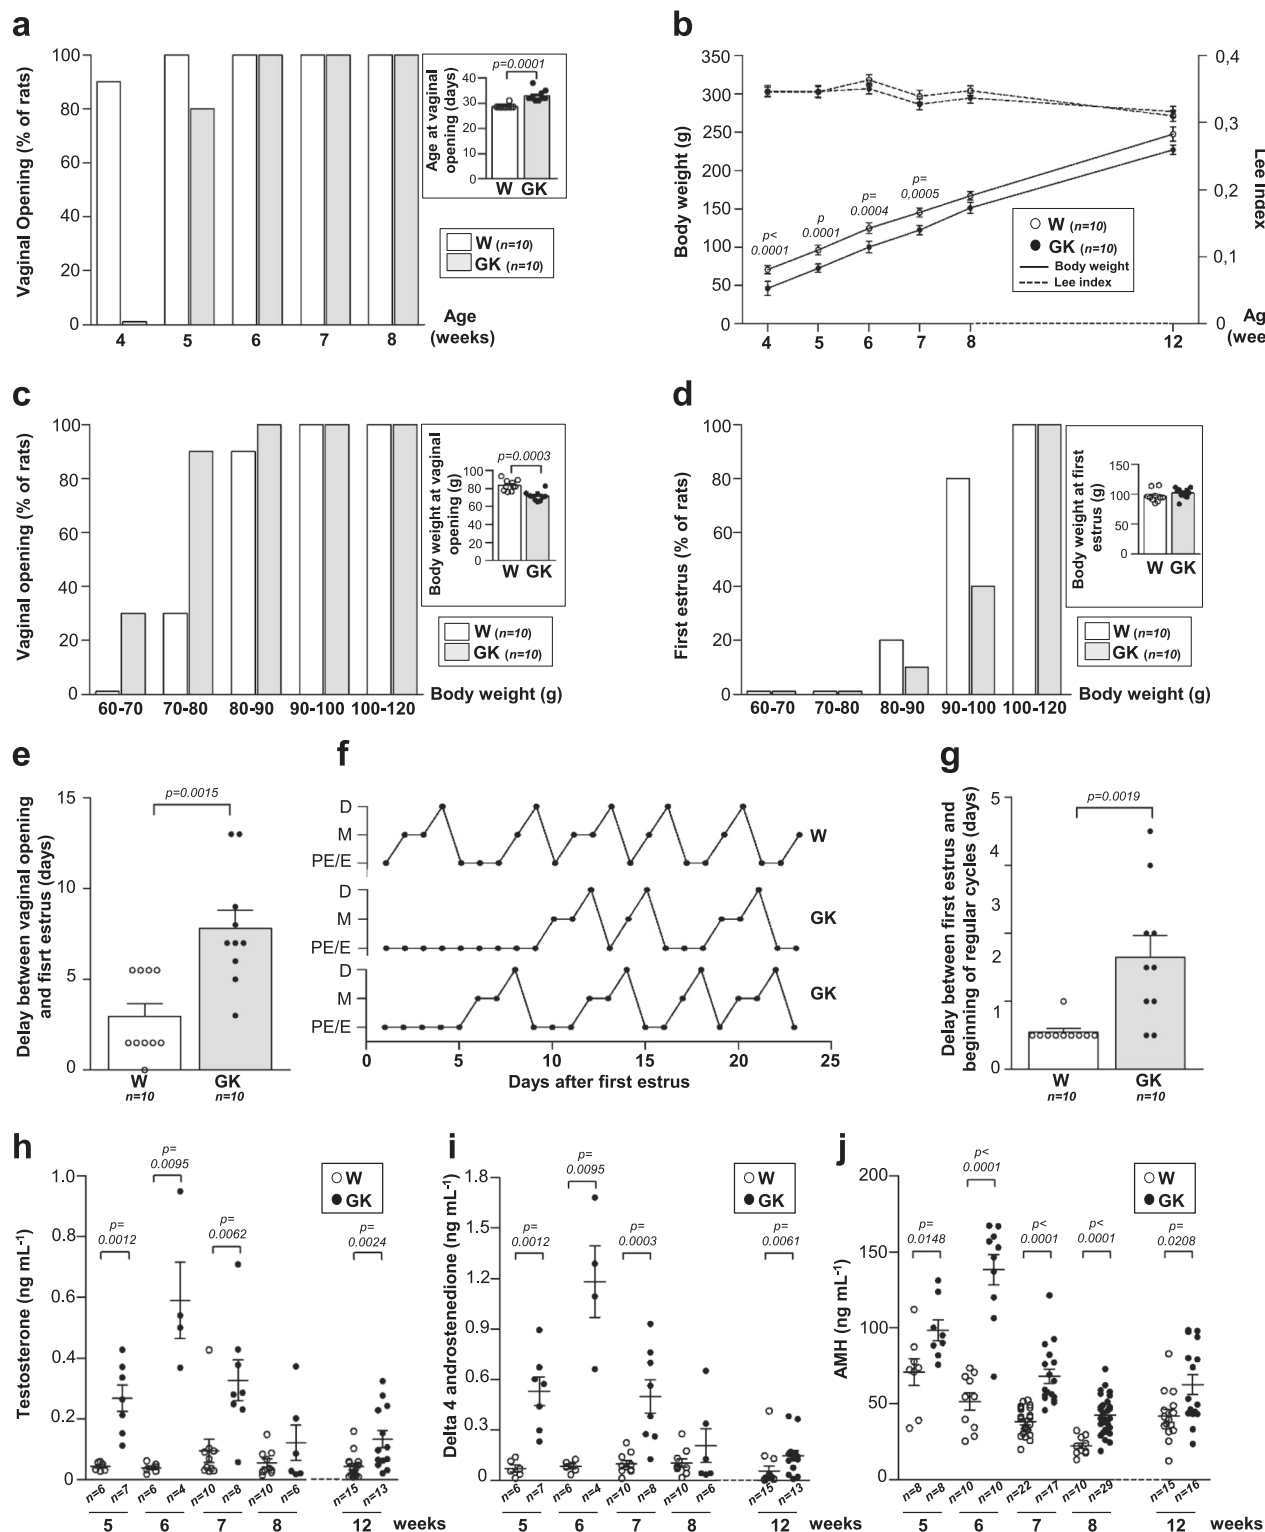 a
Vaginal Opening (% of rats)
100
80
60
40
20
0
4
5
6
7
8
Age
(weeks)
Age at vaginal
opening (days)
40
30
20
10
0
p=0.0001
W
GK
W (n=10)
GK (n=10)
b
Body weight (g)
350
300
250
200
150
100
50
0
p<
0.0001
p
0.0001
p=
0.0004
p=
0,0005
W (n=10)
GK (n=10)
Body weight
Lee index
0,4
0,3
0,2
0,1
0
Lee Index
4
5
6
7
8
12
Ag
(wee
c
Vaginal opening (% of rats)
100
80
60
40
20
0
60-70
70-80
80-90
90-100
100-120
Body weight (g)
Body weight at vaginal
opening (g)
100
80
60
40
20
0
p=0.0003
W
GK
W (n=10)
GK (n=10)
d
First estrus (% of rats)
100
80
60
40
20
0
60-70
70-80
80-90
90-100
100-120
Body weight (g)
Body weight at first
estrus (g)
150
100
50
0
W
GK
W (n=10)
GK (n=10)
e
Delay between vaginal opening
and fisrt estrus (days)
15
10
5
0
p=0.0015
W
n=10
GK
n=10
f
D
M
PE/E
W
D
M
PE/E
GK
D
M
PE/E
GK
0
5
10
15
20
25
Days after first estrus
g
Delay between first estrus and
beginning of regular cycles (days)
5
4
3
2
1
0
p=0.0019
W
n=10
GK
n=10
h
Testosterone (ng mL-1)
1.0
0.8
0.6
0.4
0.2
0
p=
0.0012
p=
0.0095
p=
0.0062
p=
0.0024
W
GK
n=6
n=7
n=6
n=4
n=10
n=8
n=10
n=6
n=15
n=13
5
6
7
8
12
weeks
i
Delta 4 androstenedione (ng mL-1)
1.8
1.5
1.2
0.9
0.6
0.3
0
p=
0.0012
p=
0.0095
p=
0.0003
p=
0.0061
W
GK
n=6
n=7
n=6
n=4
n=10
n=8
n=10
n=6
n=15
n=13
5
6
7
8
12
weeks
j
AMH (ng mL-1)
200
150
100
50
0
p=
0.0148
p<
0.0001
p<
0.0001
p<
0.0001
p=
0.0208
W
GK
n=8
n=8
n=10
n=10
n=22
n=17
n=10
n=29
n=15
n=16
5
6
7
8
12
weeks